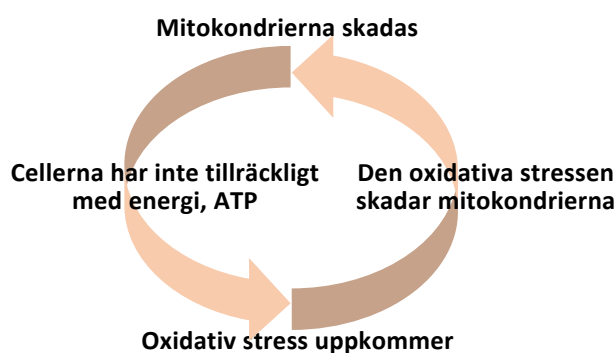 Mitokondrierna skadas
Cellerna har inte tillräckligt
med energi, ATP
Den oxidativa stressen
skadar mitokondrierna
Oxidativ stress uppkommer